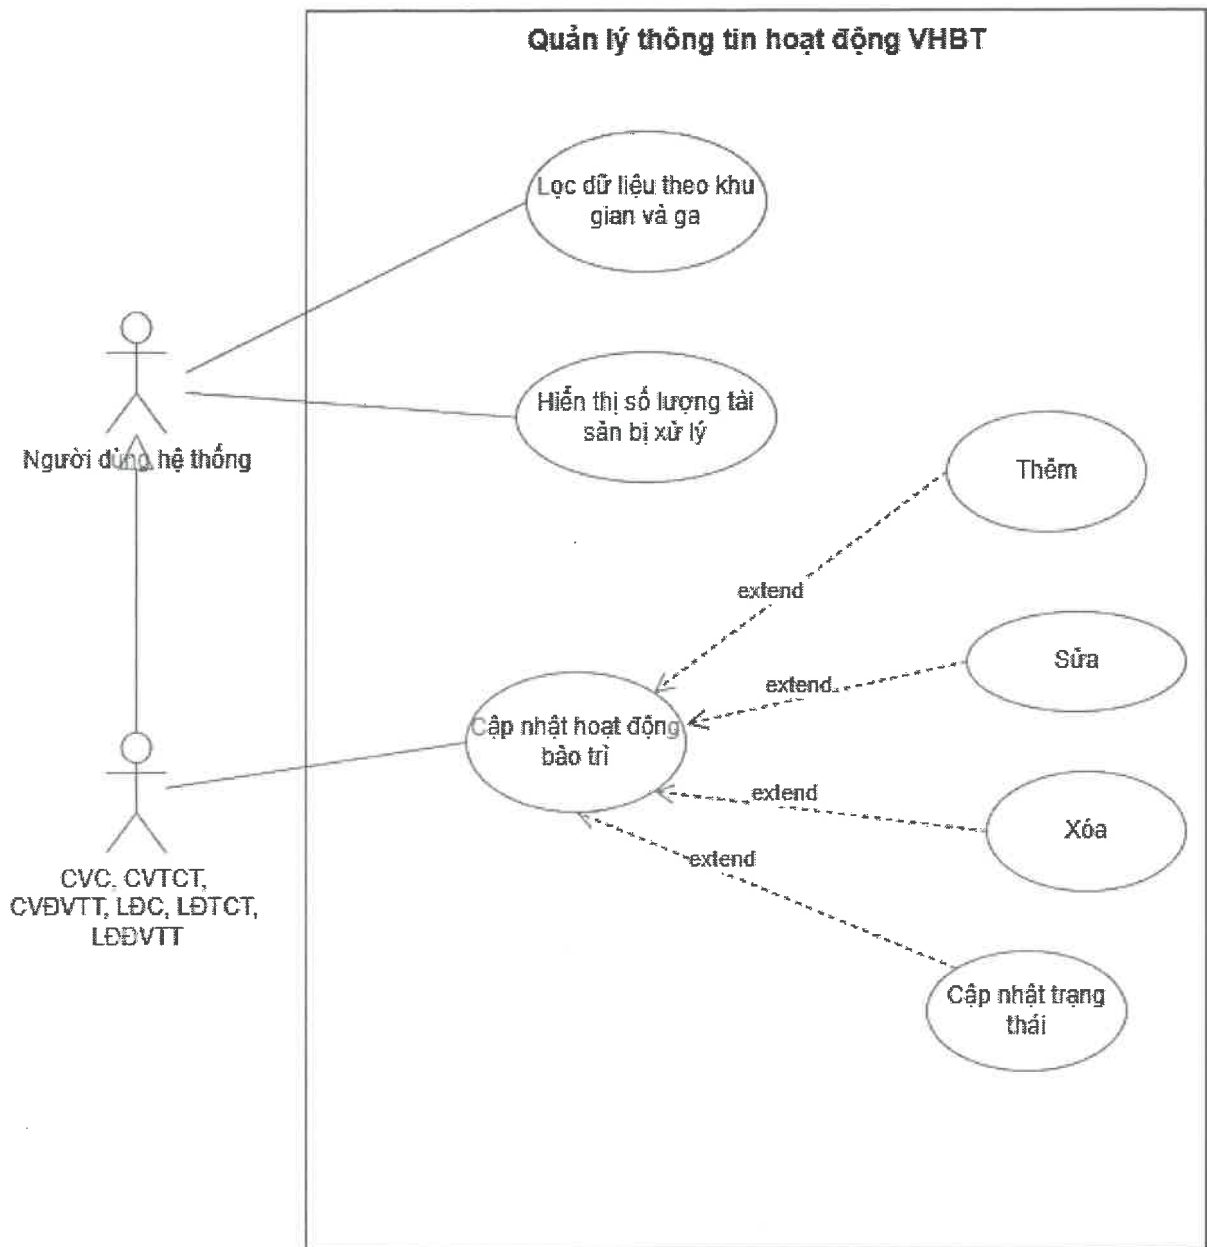 Quản lý thông tin hoạt động VHBT
Lọc dữ liệu theo khu
gian và ga
Hiển thị số lượng tài
sản bị xử lý
Người dùng hệ thống
Thêm
extend
Sửa
extend
Cập nhật hoạt động
bảo trì
extend
Xóa
extend
CVC, CVTCT,
CVĐVTT, LĐC, LĐTCT,
LĐĐVTT
Cập nhật trạng
thái